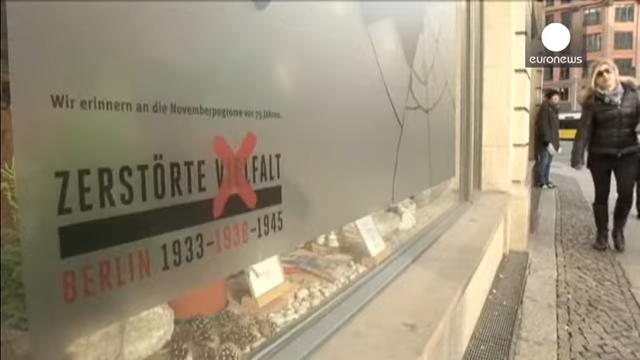 euronews
Wir erinnern an die Novemberpogrome vor 75 Jahren.
ZERSTÖRTE VIELFALT
BERLIN 1933–1938–1945